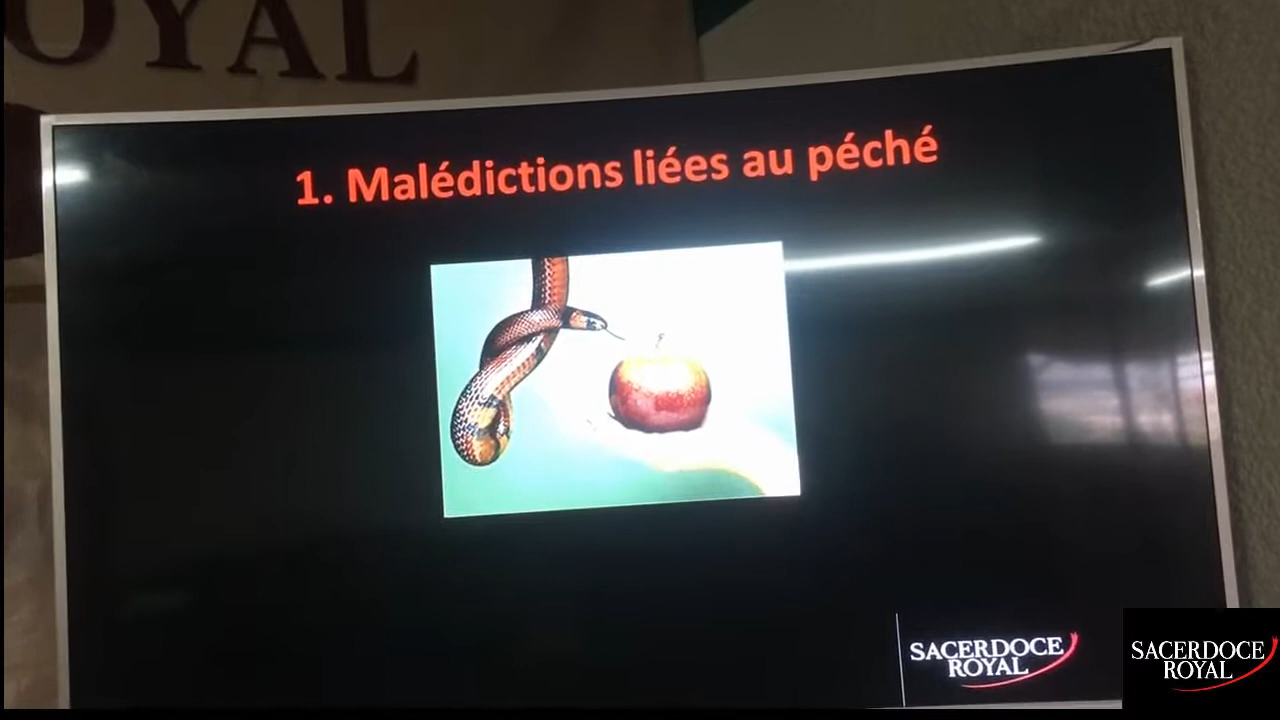 OYAL
1. Malédictions liées au péché
SACERDOCE
ROYAL
SACERDOCE
ROYAL